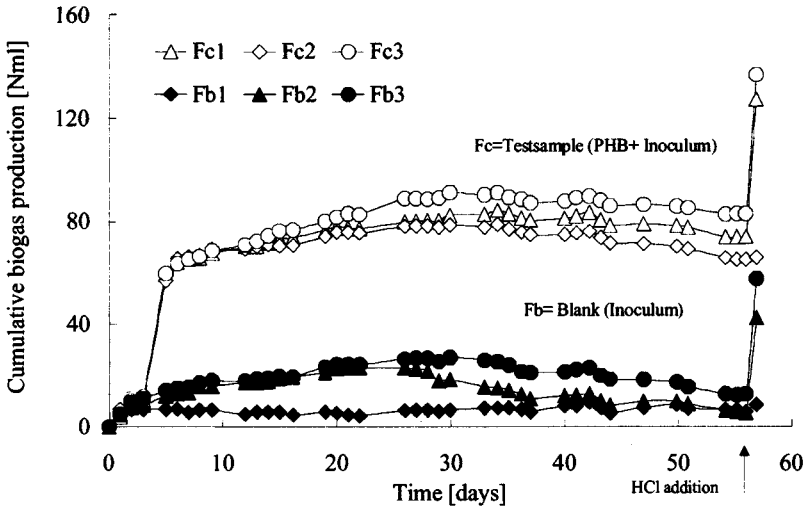 Cumulative biogas production [Nml]
160
120
80
40
0
Fc1 Fc2 Fc3
Fb1 Fb2 Fb3
Fc=Testsample (PHB+ Inoculum)
Fb= Blank (Inoculum)
0 10 20 30 40 50 60
Time [days]
HCl addition